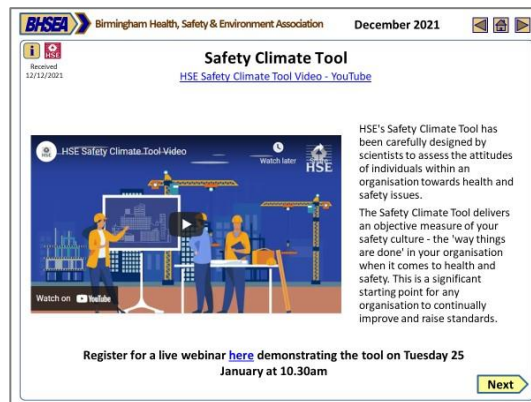 BHSEA
Birmingham Health, Safety & Environment Association
December 2021
i
HSE
Received
12/12/2021
Safety Climate Tool
HSE Safety Climate Tool Video - YouTube
HSE Safety Climate Tool Video
Watch later
HSE
Watch on YouTube
HSE's Safety Climate Tool has
been carefully designed by
scientists to assess the attitudes
of individuals within an
organisation towards health and
safety issues.
The Safety Climate Tool delivers
an objective measure of your
safety culture - the 'way things
are done' in your organisation
when it comes to health and
safety. This is a significant
starting point for any
organisation to continually
improve and raise standards.
Register for a live webinar here demonstrating the tool on Tuesday 25
January at 10.30am
Next